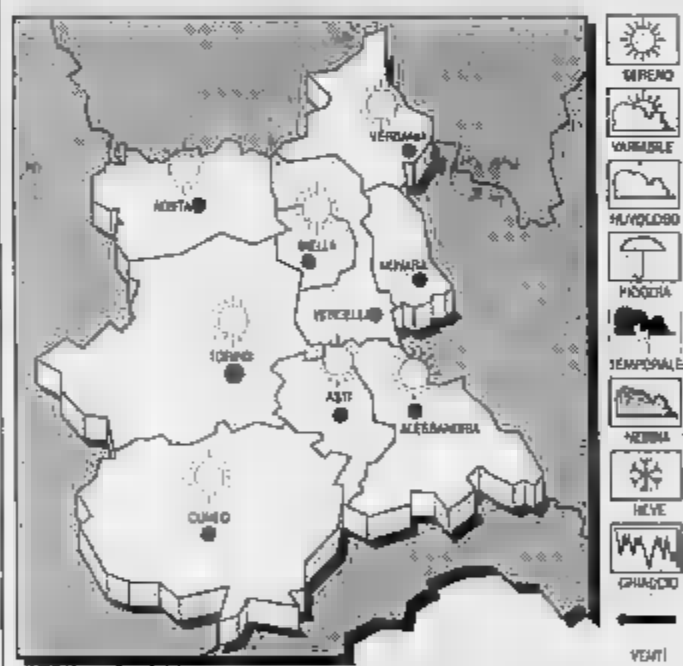 VERBANIA
AOSTA
BIELLA
NOVARA
VERCELLI
TORINO
ASTI
ALESSANDRIA
CUNEO
SERENO
VARIABILE
NUVOLOSO
PIOGGIA
TEMPORALE
NEBBIA
NEVE
GHIACCIO
VENTI